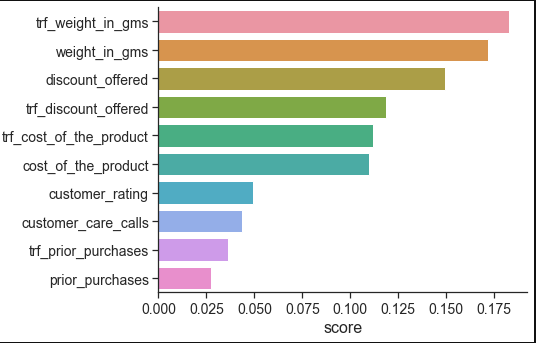 trf_weight_in_gms
weight_in_gms
discount_offered
trf_discount_offered
trf_cost_of_the_product
cost_of_the_product
customer_rating
customer_care_calls
trf_prior_purchases
prior_purchases
0.000 0.025 0.050 0.075 0.100 0.125 0.150 0.175
score